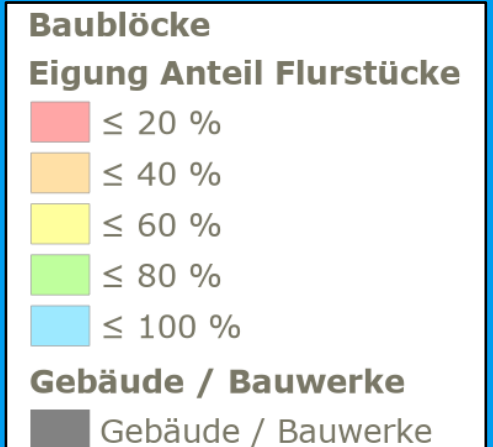 Baublöcke
Eigung Anteil Flurstücke
≤ 20 %
≤ 40 %
≤ 60 %
≤ 80 %
≤ 100 %
Gebäude / Bauwerke
Gebäude / Bauwerke